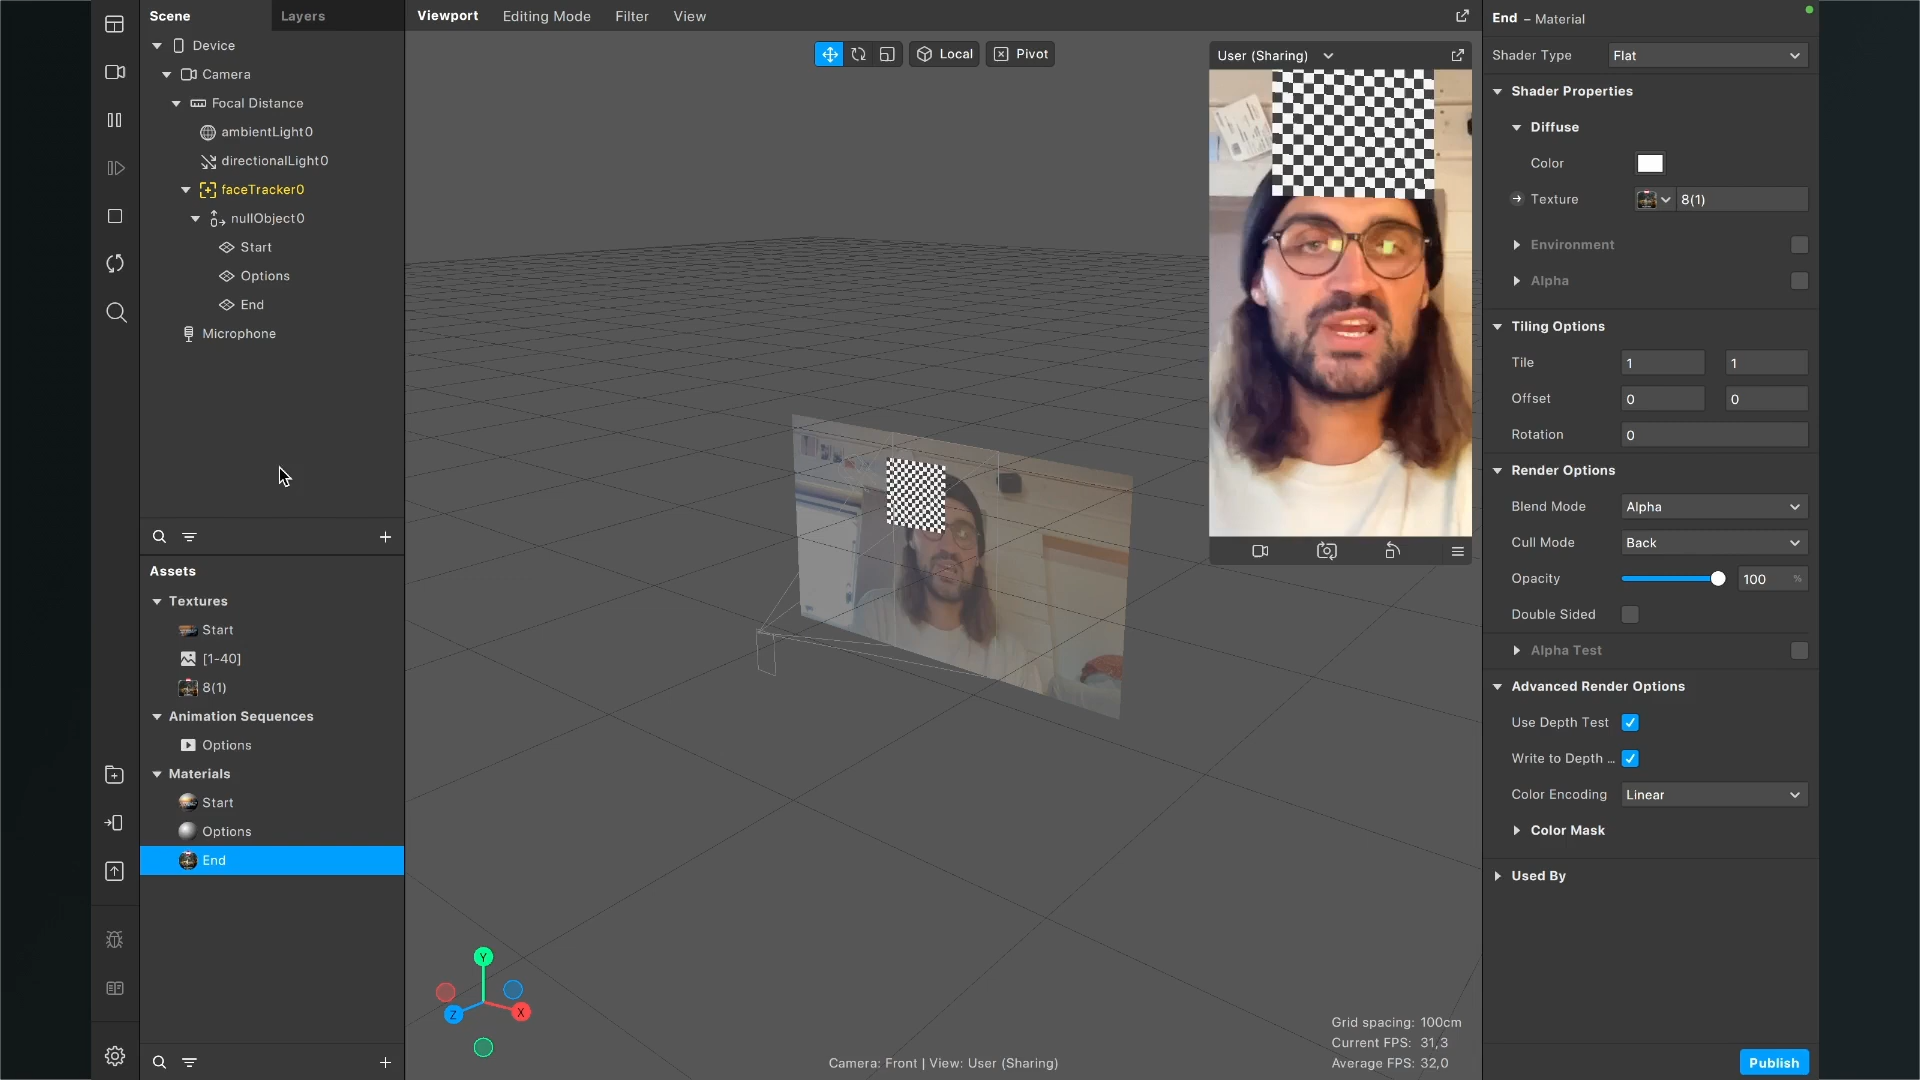 Scene
Layers
Device
Camera
Focal Distance
ambientLight0
directionalLight0
faceTracker0
nullObject0
Start
Options
End
Microphone
Assets
Textures
Start
[1-40]
8(1)
Animation Sequences
Options
Materials
Start
Options
End
Viewport
Editing Mode
Filter
View
Local
Pivot
User (Sharing)
Y
Z
X
Camera: Front | View: User (Sharing)
Grid spacing: 100cm
Current FPS: 31,3
Average FPS: 32,0
End – Material
Shader Type
Flat
Shader Properties
Diffuse
Color
Texture
8(1)
Environment
Alpha
Tiling Options
Tile
1
1
Offset
0
0
Rotation
0
Render Options
Blend Mode
Alpha
Cull Mode
Back
Opacity
100
%
Double Sided
Alpha Test
Advanced Render Options
Use Depth Test
Write to Depth ...
Color Encoding
Linear
Color Mask
Used By
Publish